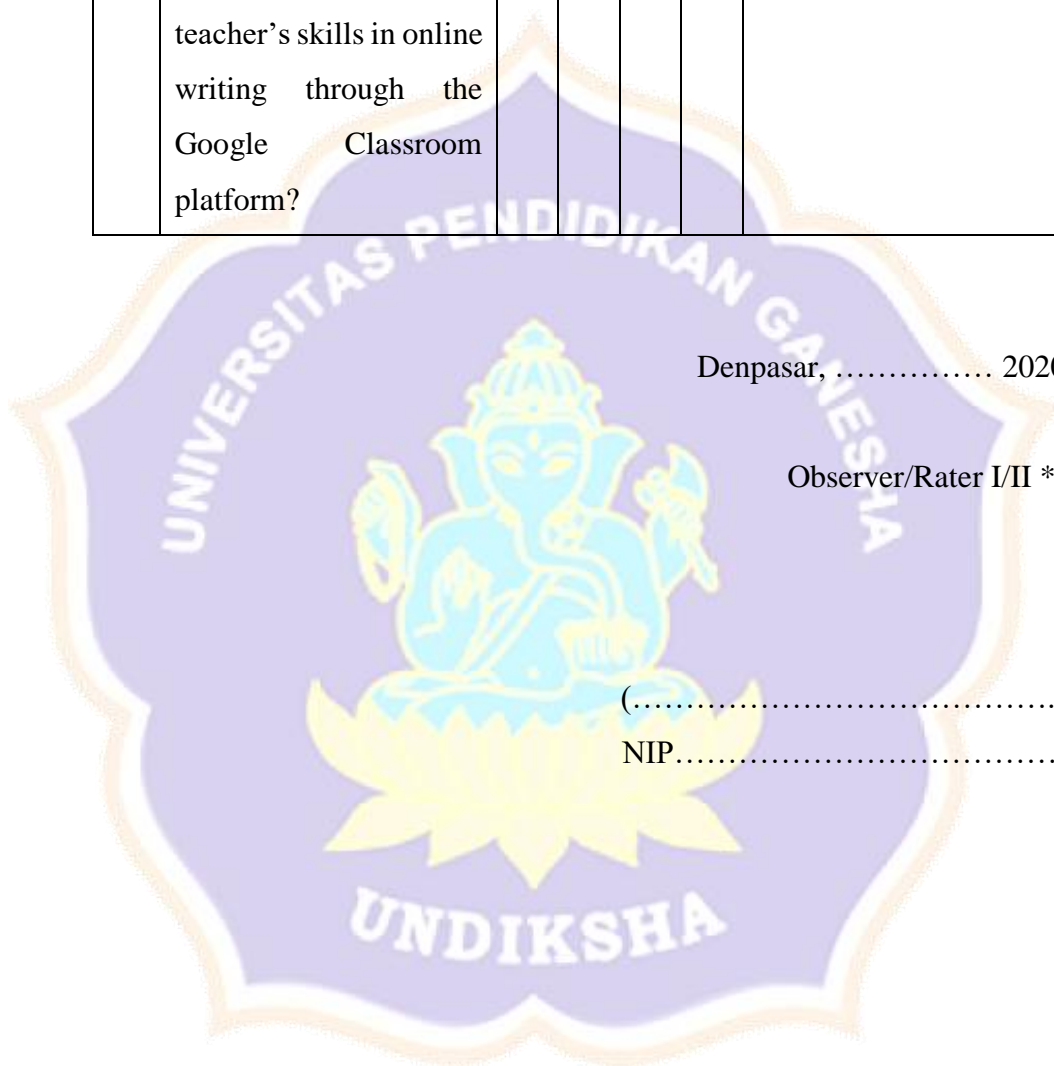 teacher’s skills in online
writing through the
Google Classroom
platform?
UNIVERSITAS PENDIDIKAN GANESHA
Denpasar, …………… 2020
Observer/Rater I/II *
(……………………………………
NIP…………………………………
UNDIKSHA